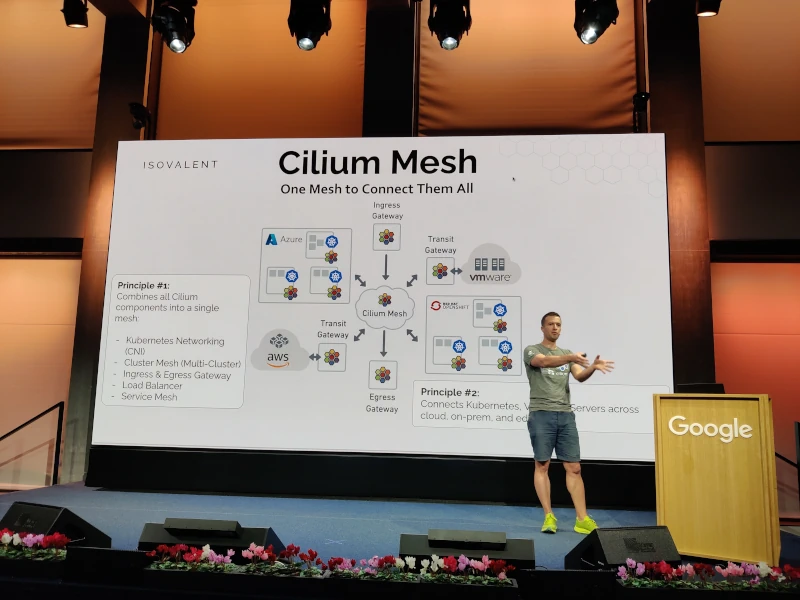 ISOVALENT
Cilium Mesh
One Mesh to Connect Them All
Ingress
Gateway
Azure
Transit
Gateway
vmware
Principle #1:
Combines all Cilium
components into a single
mesh:
- Kubernetes Networking
(CNI)
- Cluster Mesh (Multi-Cluster)
- Ingress & Egress Gateway
- Load Balancer
- Service Mesh
Cilium Mesh
RED HAT
OPENSHIFT
Transit
Gateway
aws
Egress
Gateway
Principle #2:
Connects Kubernetes, Servers across
cloud, on-prem, and
Google